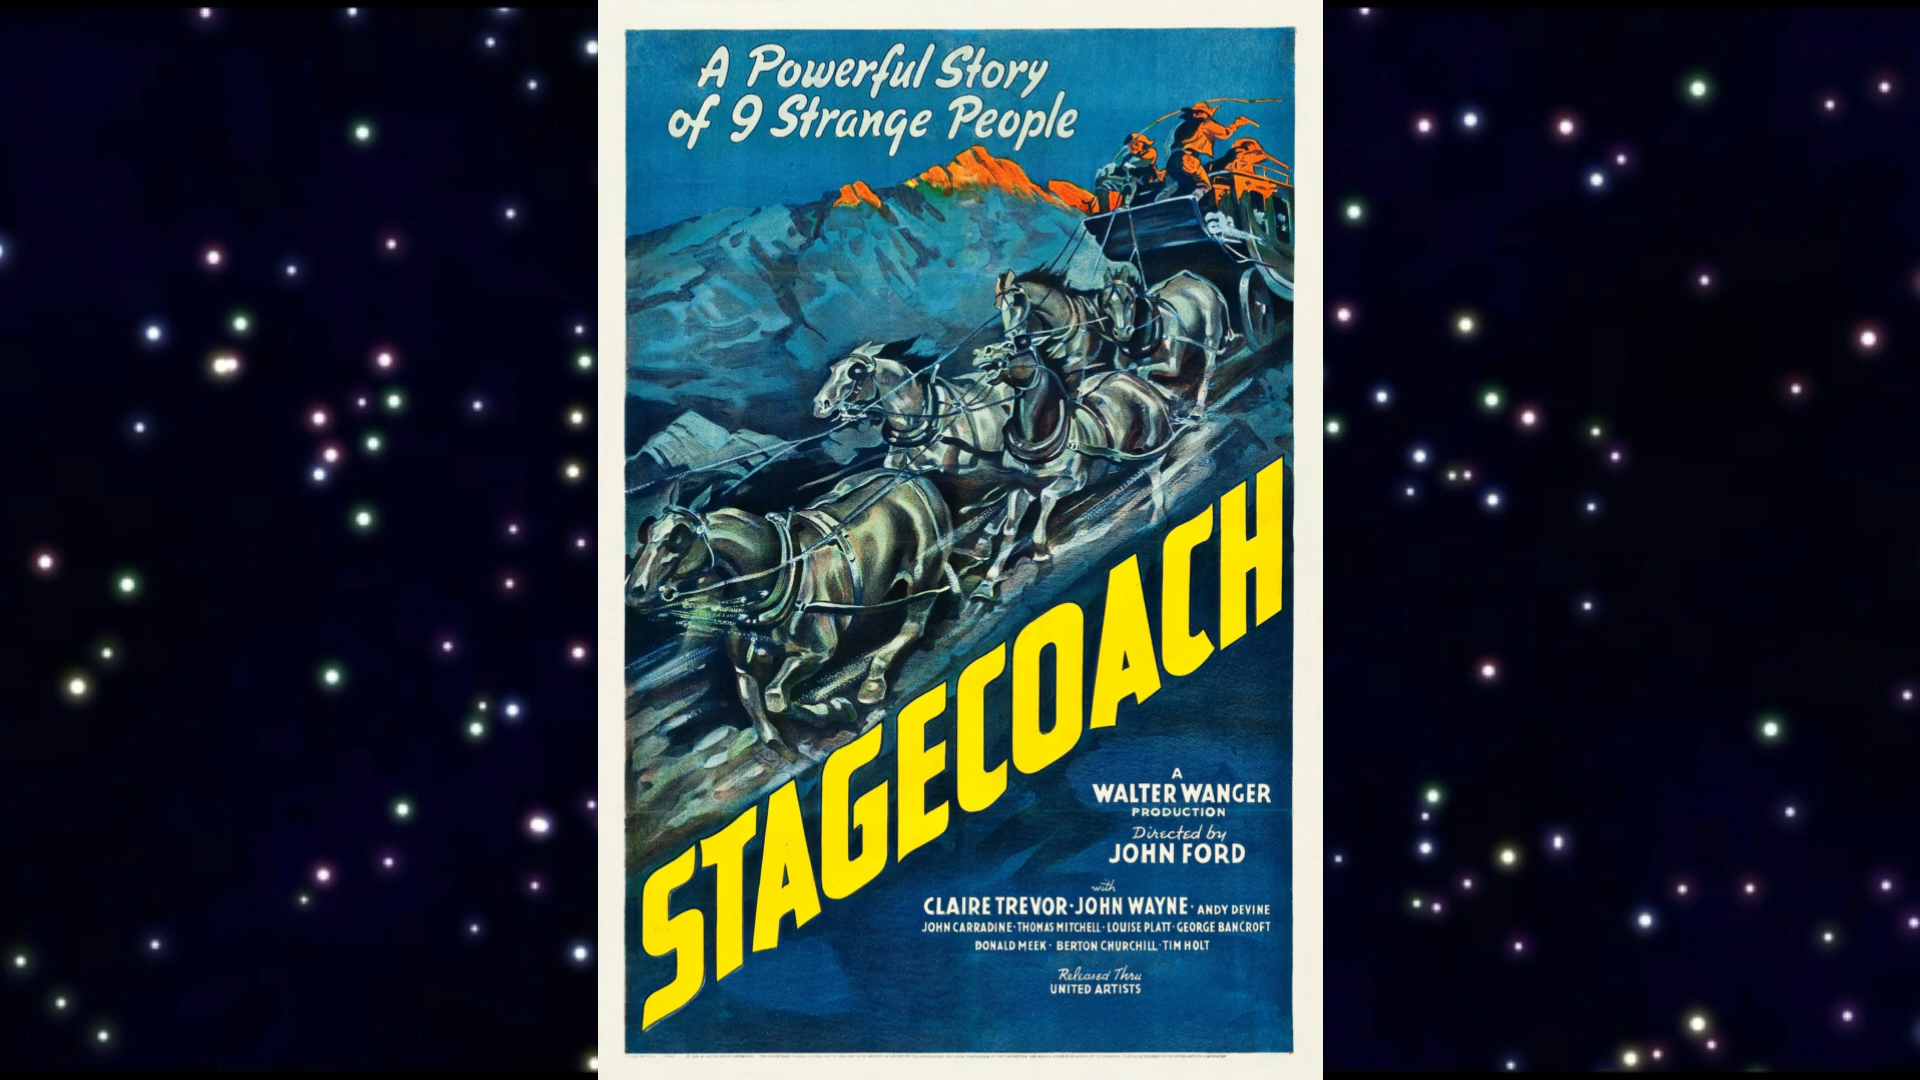 A Powerful Story
of 9 Strange People
STAGECOACH
A
WALTER WANGER
PRODUCTION
Directed by
JOHN FORD
with
CLAIRE TREVOR · JOHN WAYNE · ANDY DEVINE
JOHN CARRADINE · THOMAS MITCHELL · LOUISE PLATT · GEORGE BANCROFT
DONALD MEEK · BERTON CHURCHILL · TIM HOLT
Released Thru
UNITED ARTISTS